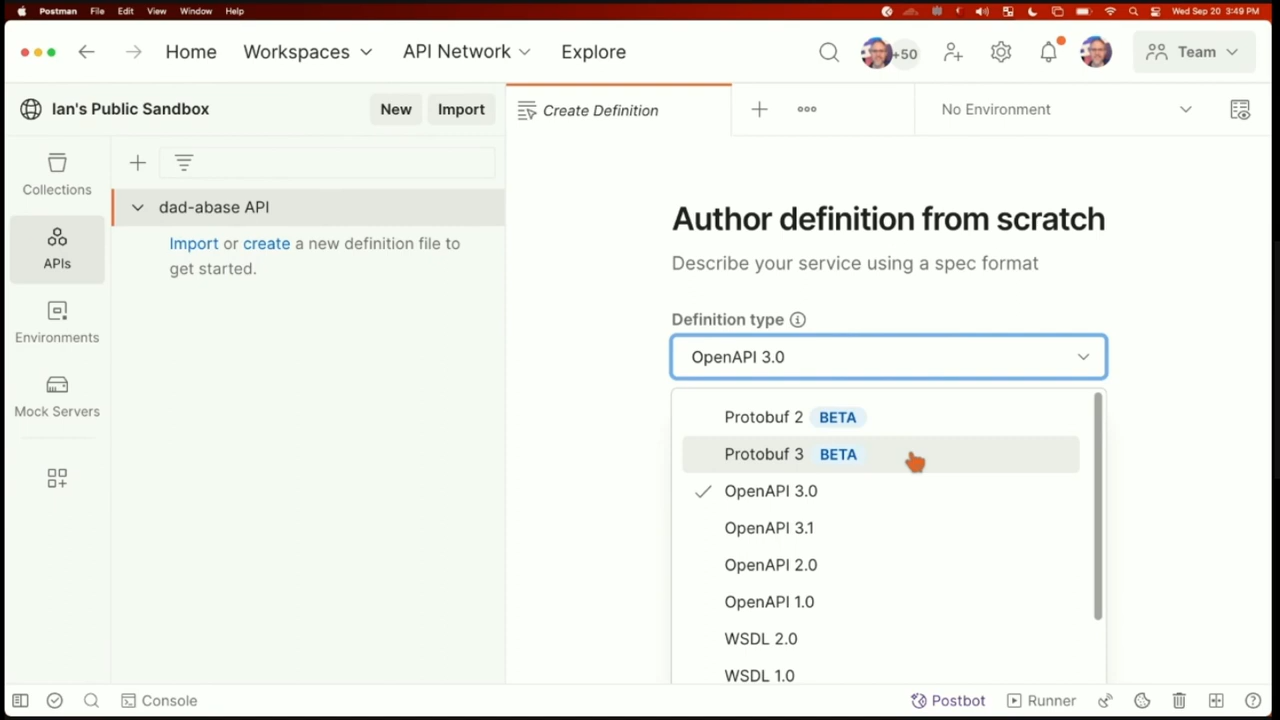 Postman File Edit View Window Help Wed Sep 20 3:49 PM
Home Workspaces API Network Explore +50 Team
Ian's Public Sandbox New Import Create Definition No Environment
Collections
APIs
Environments
Mock Servers
dad-abase API
Import or create a new definition file to
get started.
Author definition from scratch
Describe your service using a spec format
Definition type
OpenAPI 3.0
Protobuf 2 BETA
Protobuf 3 BETA
OpenAPI 3.0
OpenAPI 3.1
OpenAPI 2.0
OpenAPI 1.0
WSDL 2.0
WSDL 1.0
Console Postbot Runner